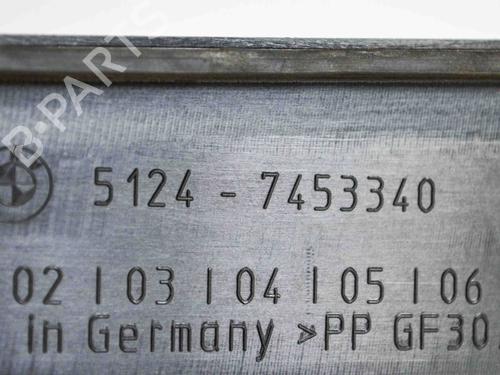 B-PARTS
5124 - 7453340
02 | 03 | 04 | 05 | 06
in Germany >PP GF30